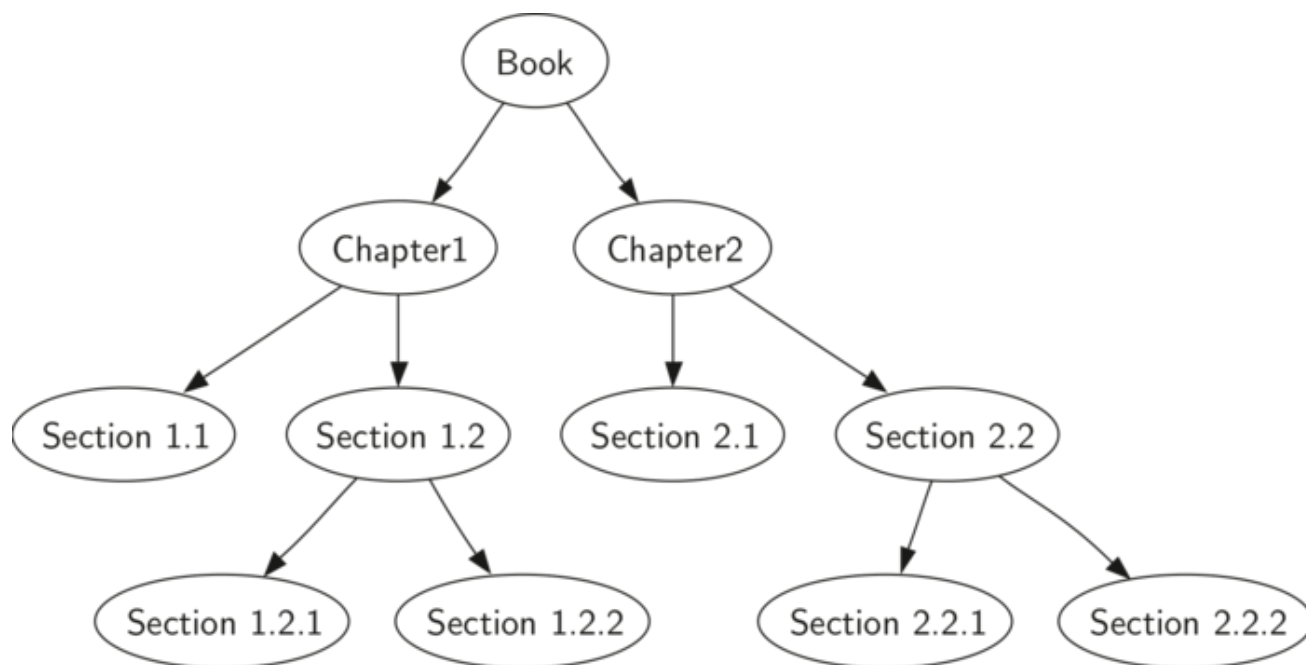 Book
Chapter1
Chapter2
Section 1.1
Section 1.2
Section 2.1
Section 2.2
Section 1.2.1
Section 1.2.2
Section 2.2.1
Section 2.2.2